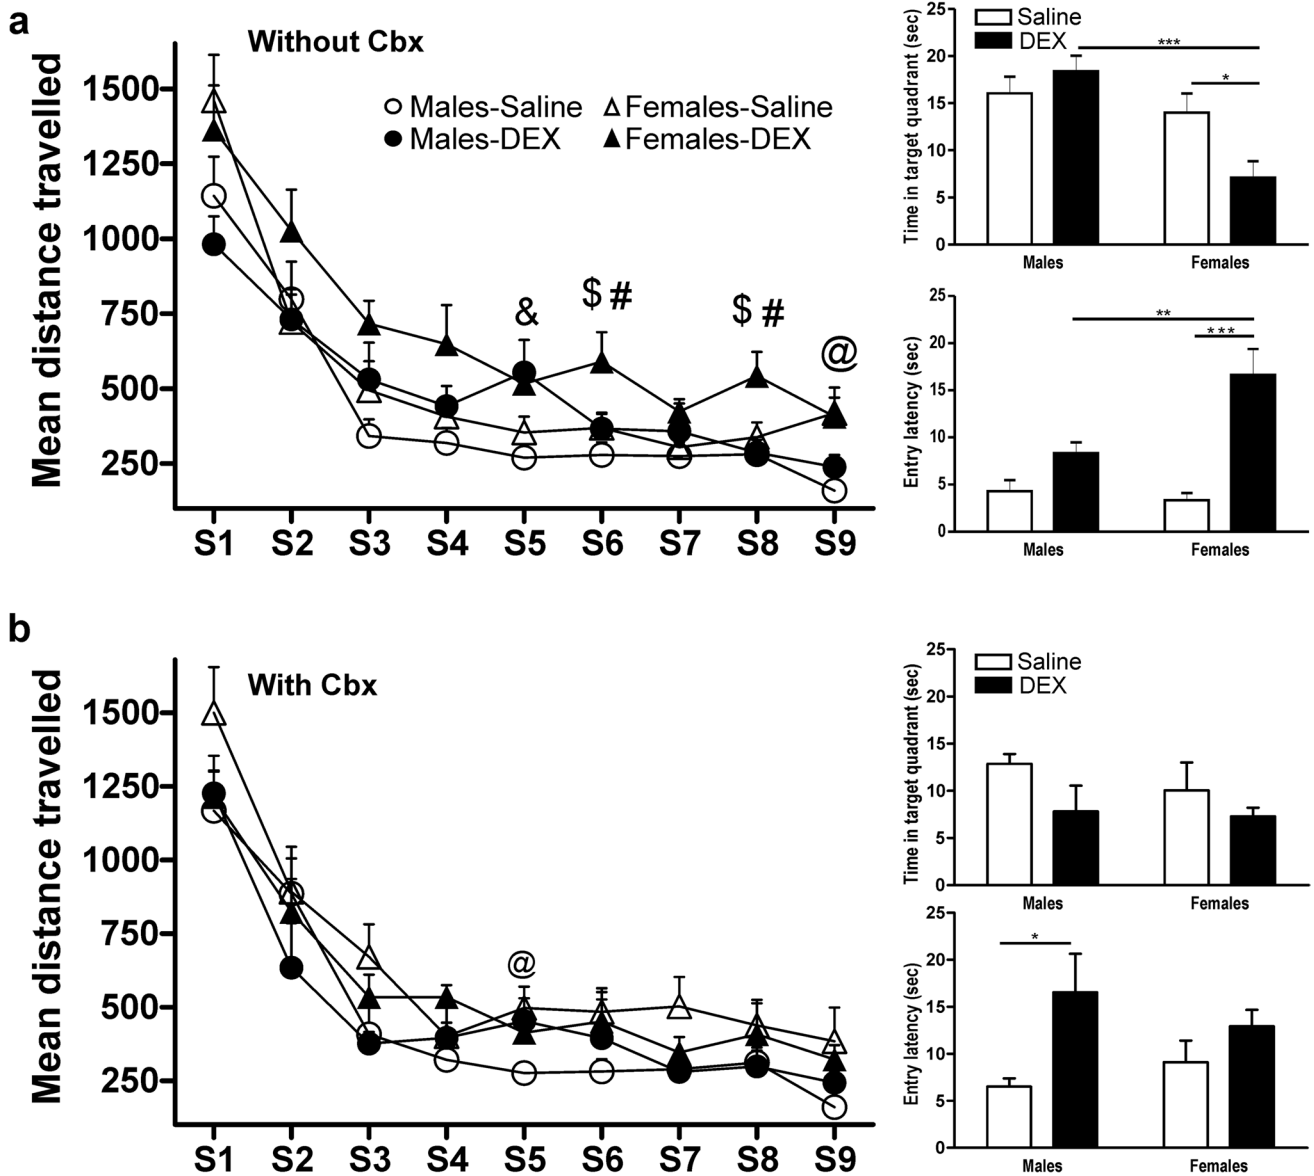 a
Without Cbx
Mean distance travelled
1500
1250
1000
750
500
250
Males-Saline Females-Saline
Males-DEX Females-DEX
& $ # $ # @
S1 S2 S3 S4 S5 S6 S7 S8 S9
Time in target quadrant (sec)
25
20
15
10
5
0
Saline
DEX
***
*
Males Females
Entry latency (sec)
25
20
15
10
5
0
**
***
Males Females
b
With Cbx
Mean distance travelled
1500
1250
1000
750
500
250
@
S1 S2 S3 S4 S5 S6 S7 S8 S9
Time in target quadrant (sec)
25
20
15
10
5
0
Saline
DEX
Males Females
Entry latency (sec)
25
20
15
10
5
0
*
Males Females